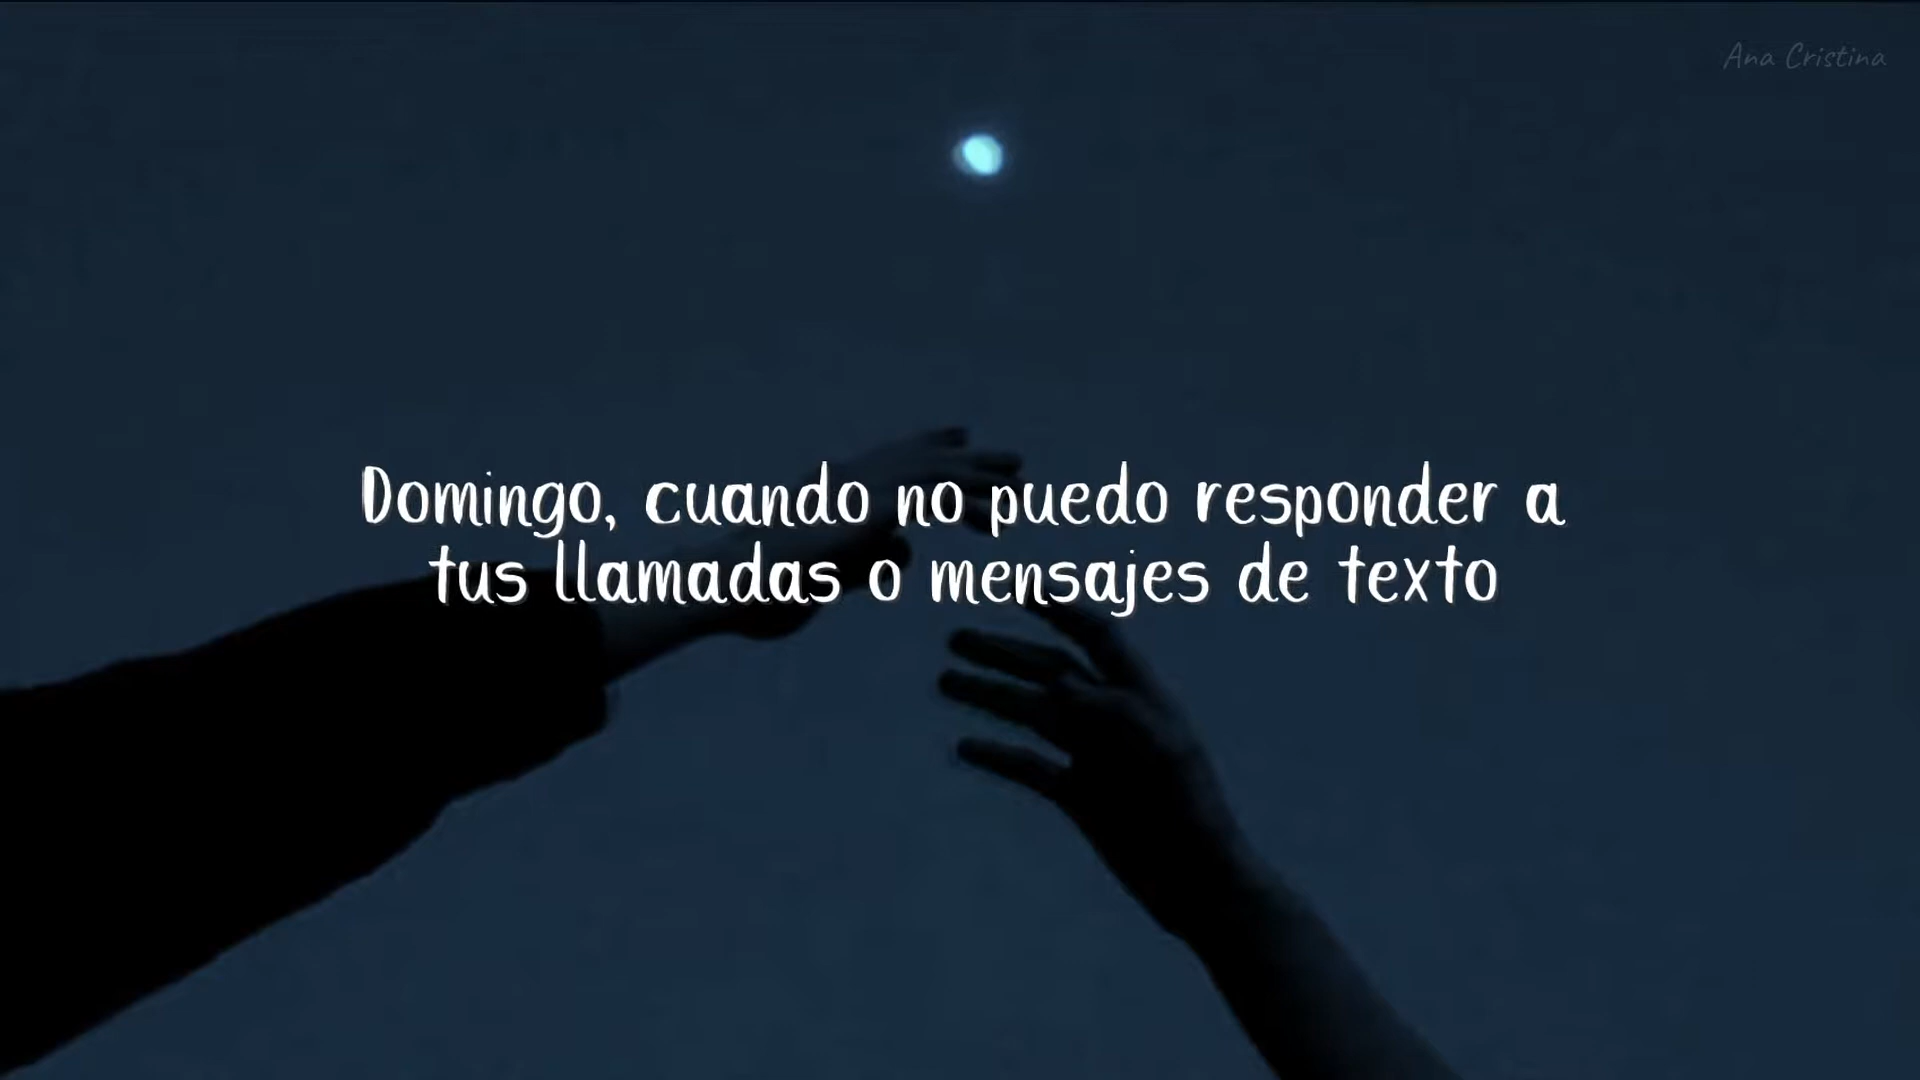 Ana Cristina
Domingo, cuando no puedo responder a
tus llamadas o mensajes de texto